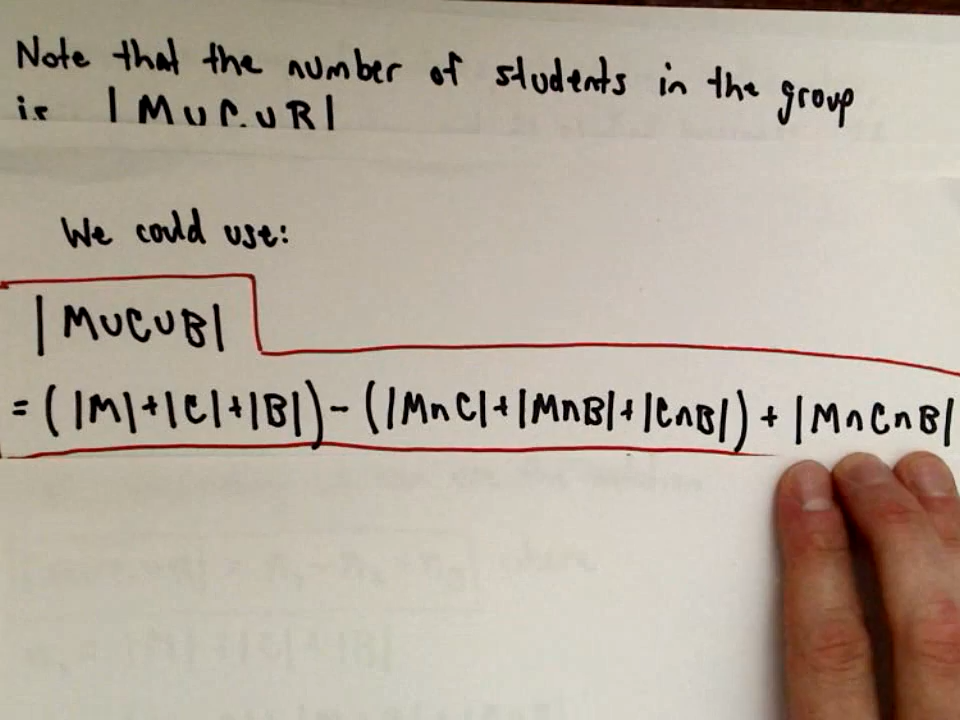 Note that the number of students in the group
is |M∪C∪B|
We could use:
|M∪C∪B|
= (|M|+|C|+|B|) - (|M∩C|+|M∩B|+|C∩B|) + |M∩C∩B|